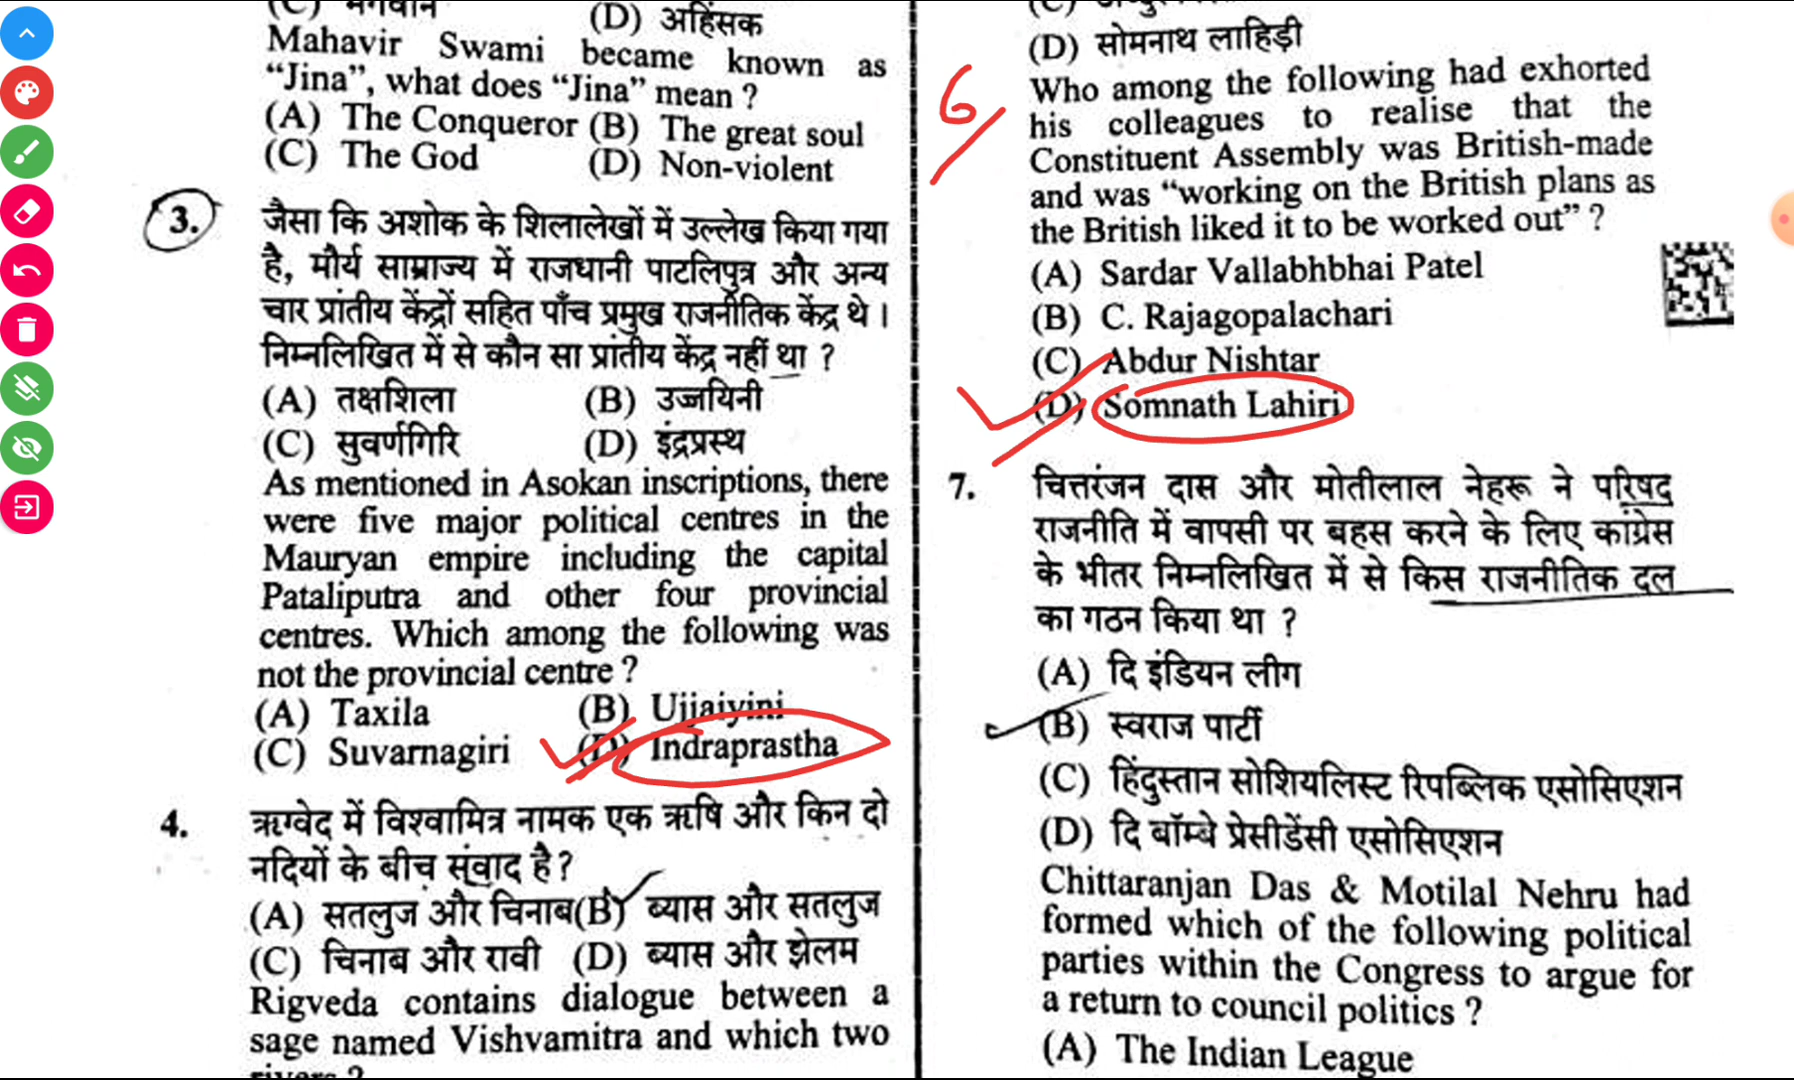 (C) भगवान
(D) अहिंसक
Mahavir Swami became known as
“Jina”, what does “Jina” mean ?
(A) The Conqueror (B) The great soul
(C) The God (D) Non-violent
3. जैसा कि अशोक के शिलालेखों में उल्लेख किया गया
है, मौर्य साम्राज्य में राजधानी पाटलिपुत्र और अन्य
चार प्रांतीय केंद्रों सहित पाँच प्रमुख राजनीतिक केंद्र थे ।
निम्नलिखित में से कौन सा प्रांतीय केंद्र नहीं था ?
(A) तक्षशिला (B) उज्जयिनी
(C) सुवर्णगिरि (D) इंद्रप्रस्थ
As mentioned in Asokan inscriptions, there
were five major political centres in the
Mauryan empire including the capital
Pataliputra and other four provincial
centres. Which among the following was
not the provincial centre ?
(A) Taxila (B) Ujjaiyini
(C) Suvarnagiri (D) Indraprastha
4. ऋग्वेद में विश्वामित्र नामक एक ऋषि और किन दो
नदियों के बीच संवाद है?
(A) सतलुज और चिनाब (B) ब्यास और सतलुज
(C) चिनाब और रावी (D) ब्यास और झेलम
Rigveda contains dialogue between a
sage named Vishvamitra and which two
rivers ?
(D) सोमनाथ लाहिड़ी
6
Who among the following had exhorted
his colleagues to realise that the
Constituent Assembly was British-made
and was “working on the British plans as
the British liked it to be worked out” ?
(A) Sardar Vallabhbhai Patel
(B) C. Rajagopalachari
(C) Abdur Nishtar
(D) Somnath Lahiri
7. चित्तरंजन दास और मोतीलाल नेहरू ने परिषद
राजनीति में वापसी पर बहस करने के लिए कांग्रेस
के भीतर निम्नलिखित में से किस राजनीतिक दल
का गठन किया था ?
(A) दि इंडियन लीग
(B) स्वराज पार्टी
(C) हिंदुस्तान सोशियलिस्ट रिपब्लिक एसोसिएशन
(D) दि बॉम्बे प्रेसीडेंसी एसोसिएशन
Chittaranjan Das & Motilal Nehru had
formed which of the following political
parties within the Congress to argue for
a return to council politics ?
(A) The Indian League